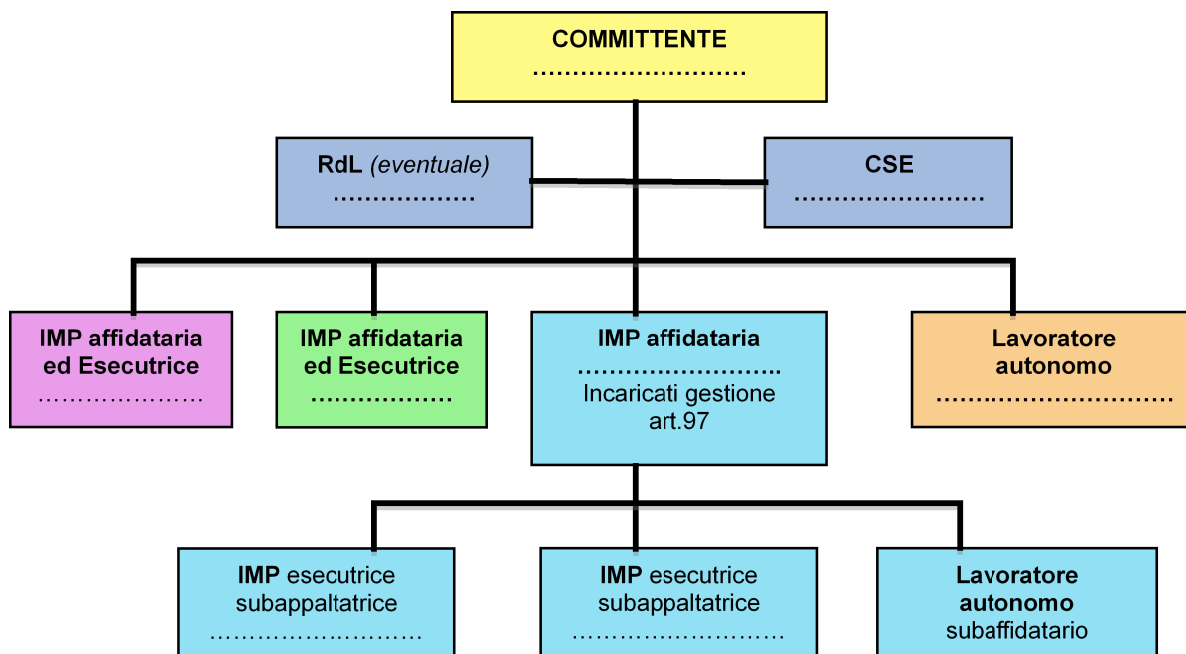 COMMITTENTE
………………………
RdL (eventuale)
………………
CSE
……………………
IMP affidataria
ed Esecutrice
…………………
IMP affidataria
ed Esecutrice
………………
IMP affidataria
……………………..
Incaricati gestione
art.97
Lavoratore
autonomo
…………………………
IMP esecutrice
subappaltatrice
………………………
IMP esecutrice
subappaltatrice
………………………
Lavoratore
autonomo
subaffidatario